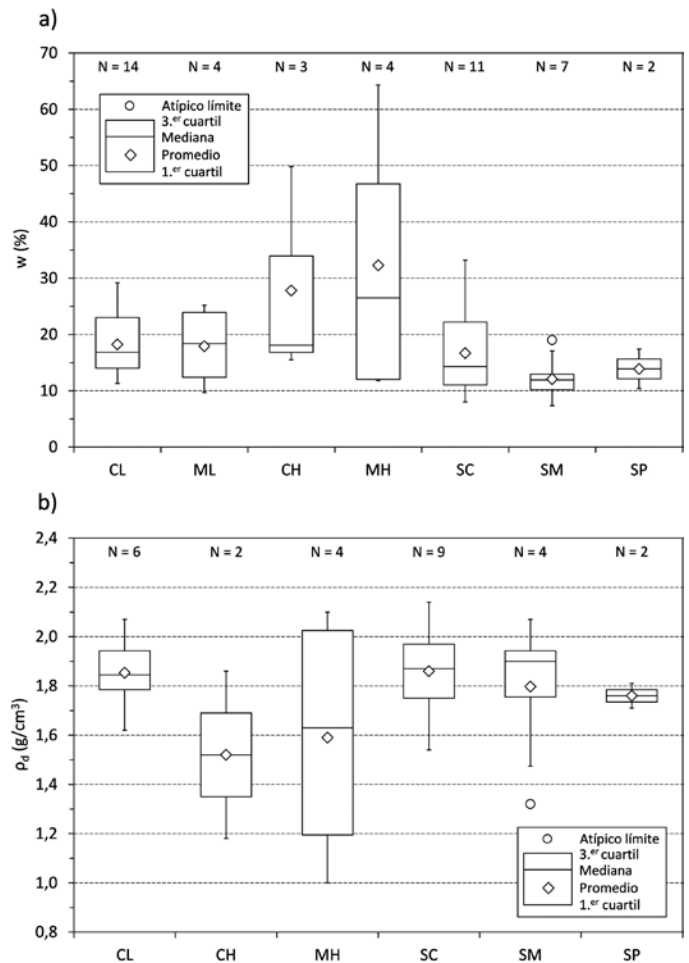 a)
70
60
50
40
30
20
10
0
w (%)
N = 14 N = 4 N = 3 N = 4 N = 11 N = 7 N = 2
Atípico límite
3.er cuartil
Mediana
Promedio
1.er cuartil
CL ML CH MH SC SM SP
b)
2,4
2,2
2,0
1,8
1,6
1,4
1,2
1,0
0,8
ρd (g/cm³)
N = 6 N = 2 N = 4 N = 9 N = 4 N = 2
Atípico límite
3.er cuartil
Mediana
Promedio
1.er cuartil
CL CH MH SC SM SP